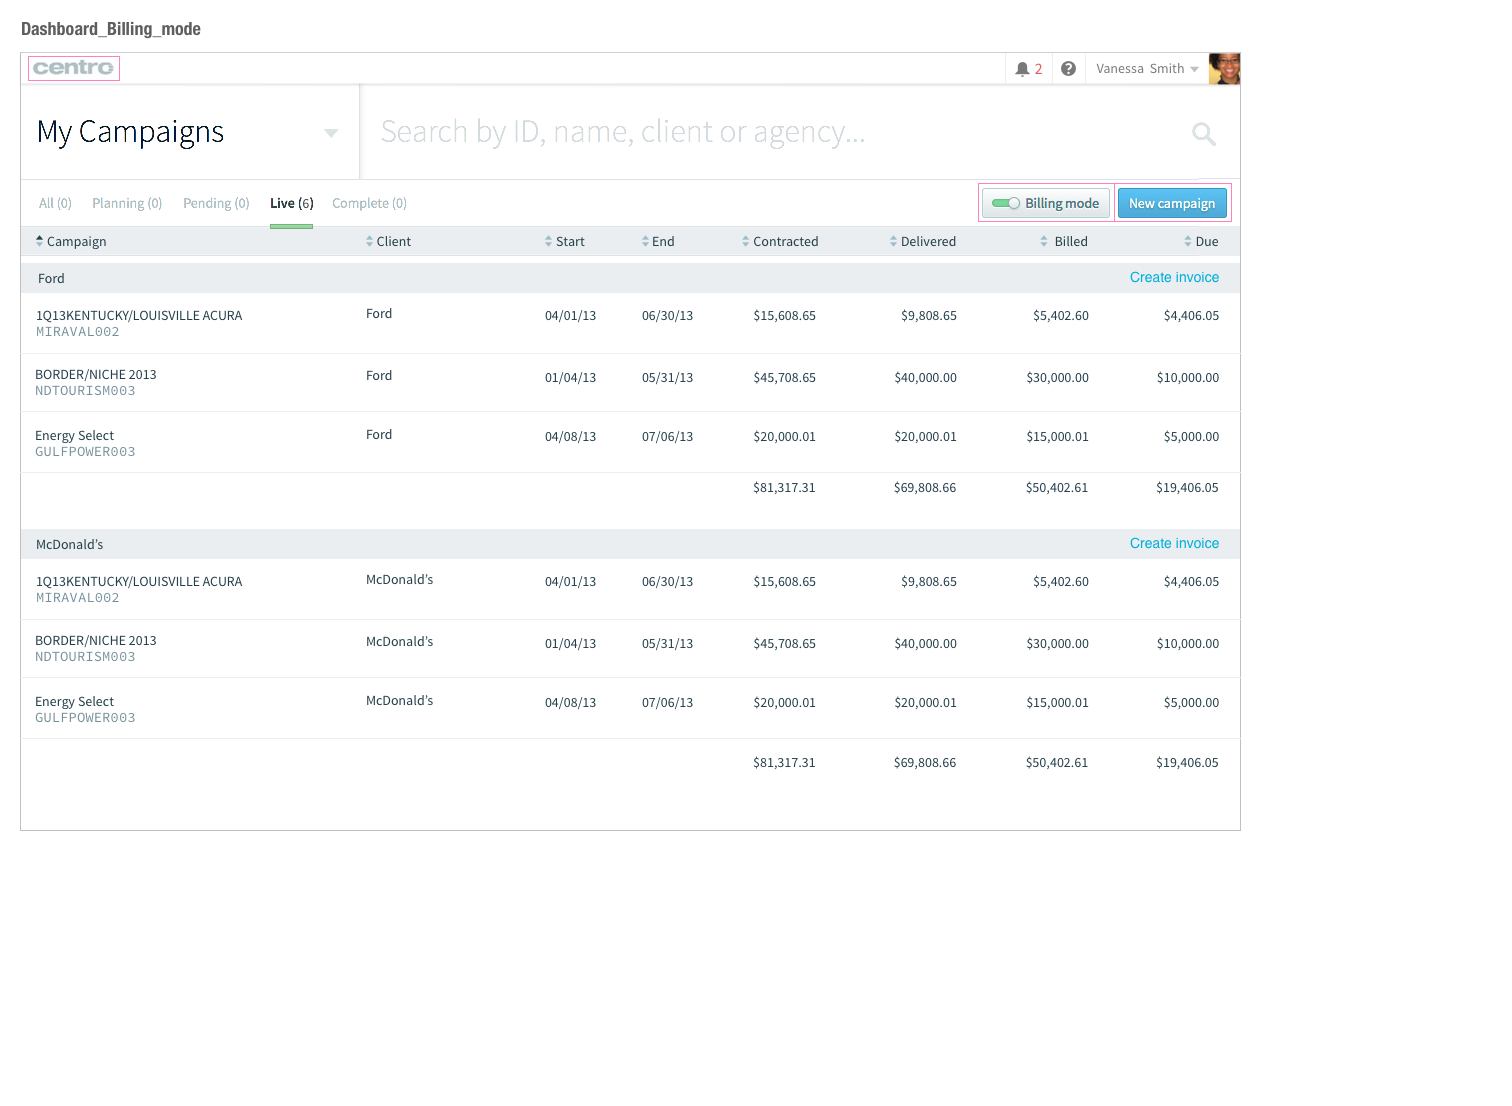 Dashboard_Billing_mode
centro
2
Vanessa Smith
My Campaigns
Search by ID, name, client or agency...
All (0) Planning (0) Pending (0) Live (6) Complete (0)
Billing mode
New campaign
Campaign Client Start End Contracted Delivered Billed Due
Ford Create invoice
1Q13KENTUCKY/LOUISVILLE ACURA Ford 04/01/13 06/30/13 $15,608.65 $9,808.65 $5,402.60 $4,406.05
MIRAVAL002
BORDER/NICHE 2013 Ford 01/04/13 05/31/13 $45,708.65 $40,000.00 $30,000.00 $10,000.00
NDTOURISM003
Energy Select Ford 04/08/13 07/06/13 $20,000.01 $20,000.01 $15,000.01 $5,000.00
GULFPOWER003
$81,317.31 $69,808.66 $50,402.61 $19,406.05
McDonald's Create invoice
1Q13KENTUCKY/LOUISVILLE ACURA McDonald's 04/01/13 06/30/13 $15,608.65 $9,808.65 $5,402.60 $4,406.05
MIRAVAL002
BORDER/NICHE 2013 McDonald's 01/04/13 05/31/13 $45,708.65 $40,000.00 $30,000.00 $10,000.00
NDTOURISM003
Energy Select McDonald's 04/08/13 07/06/13 $20,000.01 $20,000.01 $15,000.01 $5,000.00
GULFPOWER003
$81,317.31 $69,808.66 $50,402.61 $19,406.05